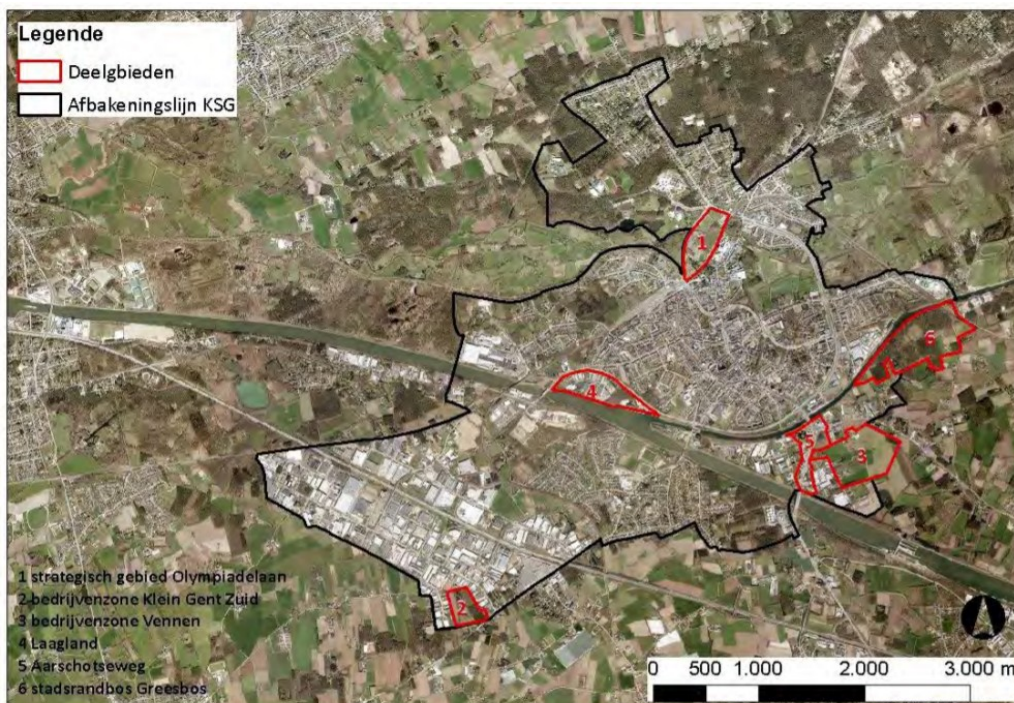 Legende
Deelgbieden
Afbakeningslijn KSG
1
6
4
5
3
2
1 strategisch gebied Olympiadelaan
2 bedrijvenzone Klein Gent Zuid
3 bedrijvenzone Vennen
4 Laagland
5 Aarschotseweg
6 stadsrandbos Greesbos
0 500 1.000 2.000 3.000 m